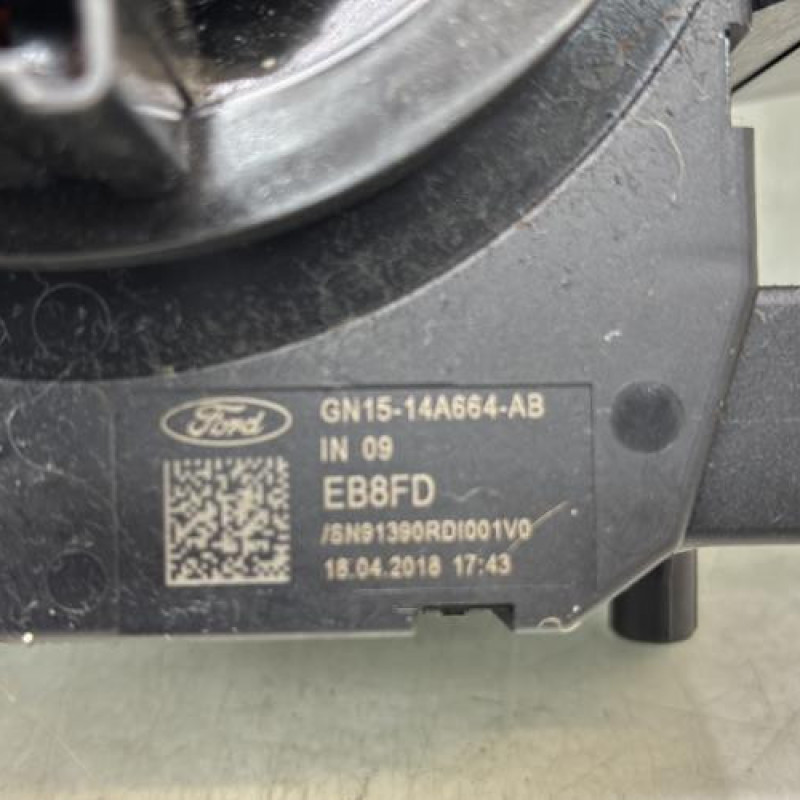 Ford
GN15-14A664-AB
IN 09
EB8FD
/SN91390RDI001V0
18.04.2018 17:43